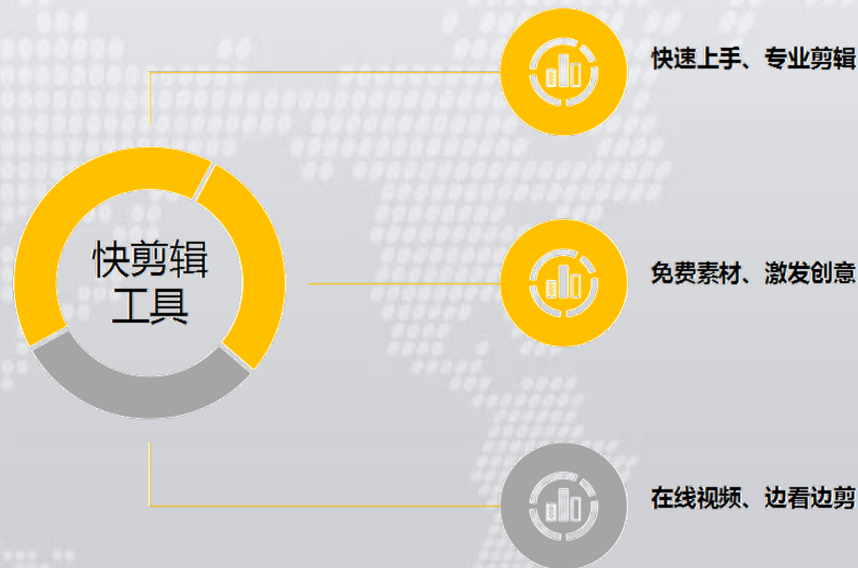 快速上手、专业剪辑
快剪辑
工具
免费素材、激发创意
在线视频、边看边剪